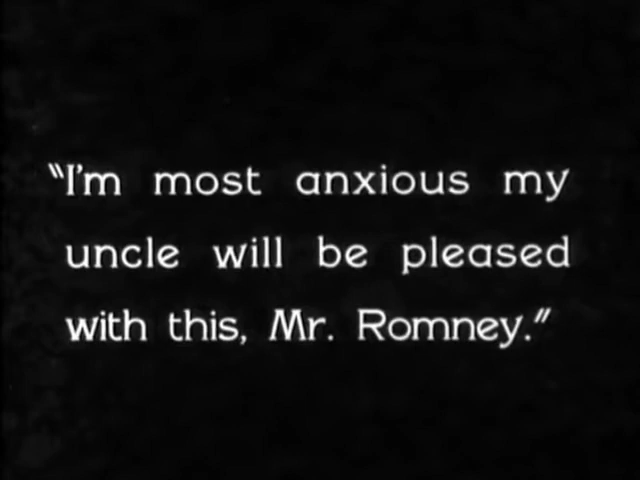 "I'm most anxious my
uncle will be pleased
with this, Mr. Romney."